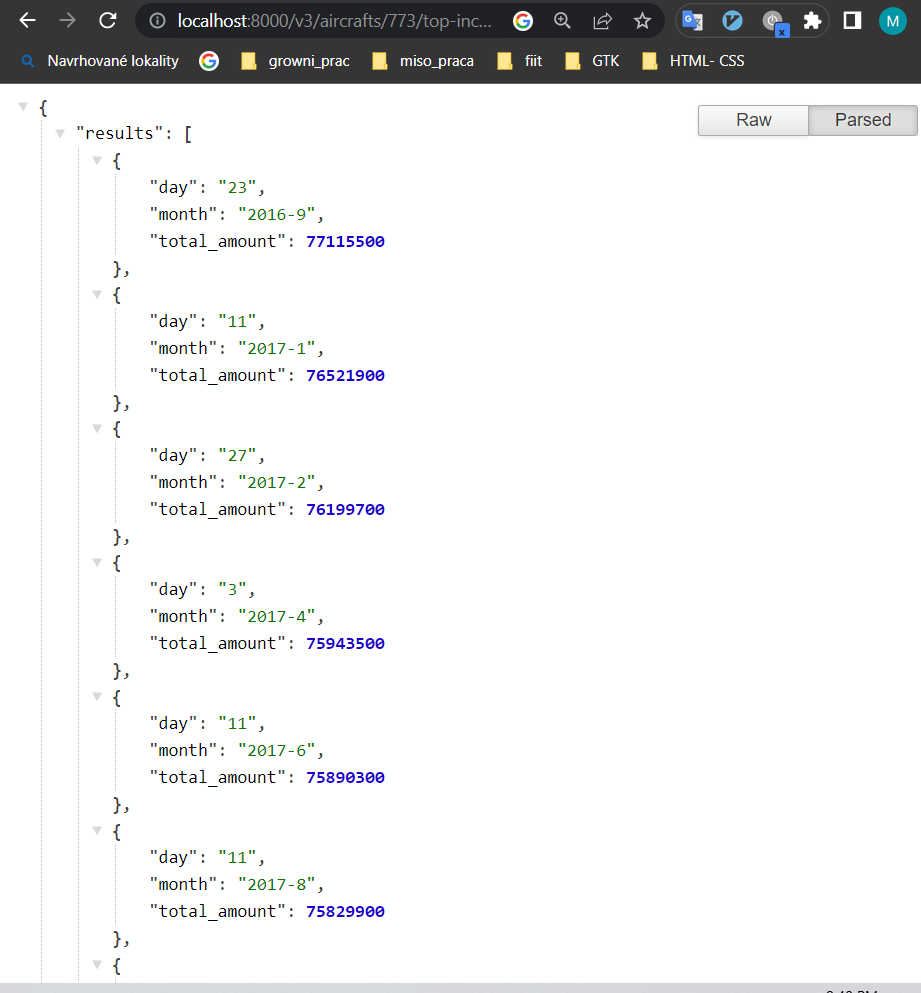 localhost:8000/v3/aircrafts/773/top-inc...
x
M
Navrhované lokality growni_prac miso_praca fiit GTK HTML- CSS
Raw Parsed
{
"results": [
{
"day": "23",
"month": "2016-9",
"total_amount": 77115500
},
{
"day": "11",
"month": "2017-1",
"total_amount": 76521900
},
{
"day": "27",
"month": "2017-2",
"total_amount": 76199700
},
{
"day": "3",
"month": "2017-4",
"total_amount": 75943500
},
{
"day": "11",
"month": "2017-6",
"total_amount": 75890300
},
{
"day": "11",
"month": "2017-8",
"total_amount": 75829900
},
{